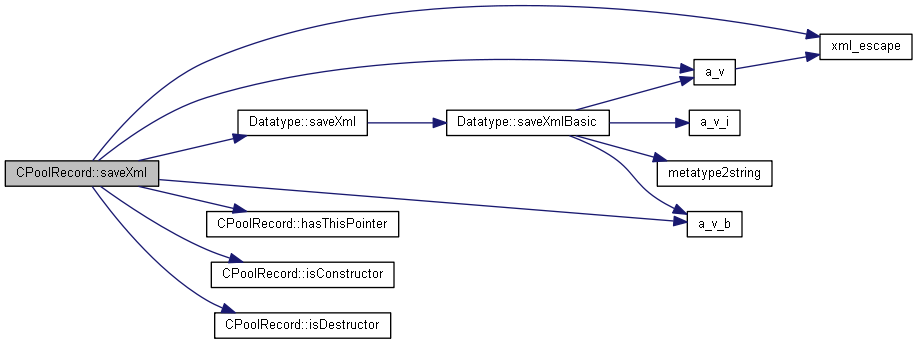 xml_escape
a_v
Datatype::saveXml
Datatype::saveXmlBasic
a_v_i
CPoolRecord::saveXml
metatype2string
CPoolRecord::hasThisPointer
a_v_b
CPoolRecord::isConstructor
CPoolRecord::isDestructor